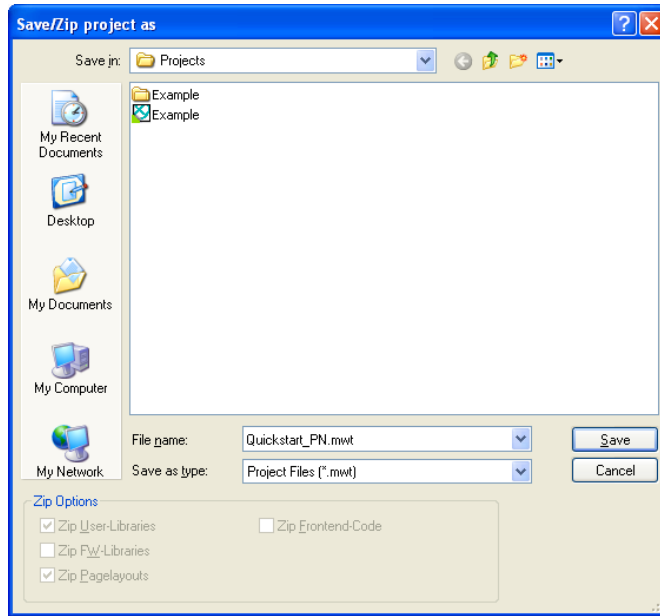 Save/Zip project as
Save in:
Projects
Example
Example
My Recent
Documents
Desktop
My Documents
My Computer
My Network
File name:
Quickstart_PN.mwt
Save
Save as type:
Project Files (*.mwt)
Cancel
Zip Options
Zip User-Libraries
Zip Frontend-Code
Zip FW-Libraries
Zip Pagelayouts